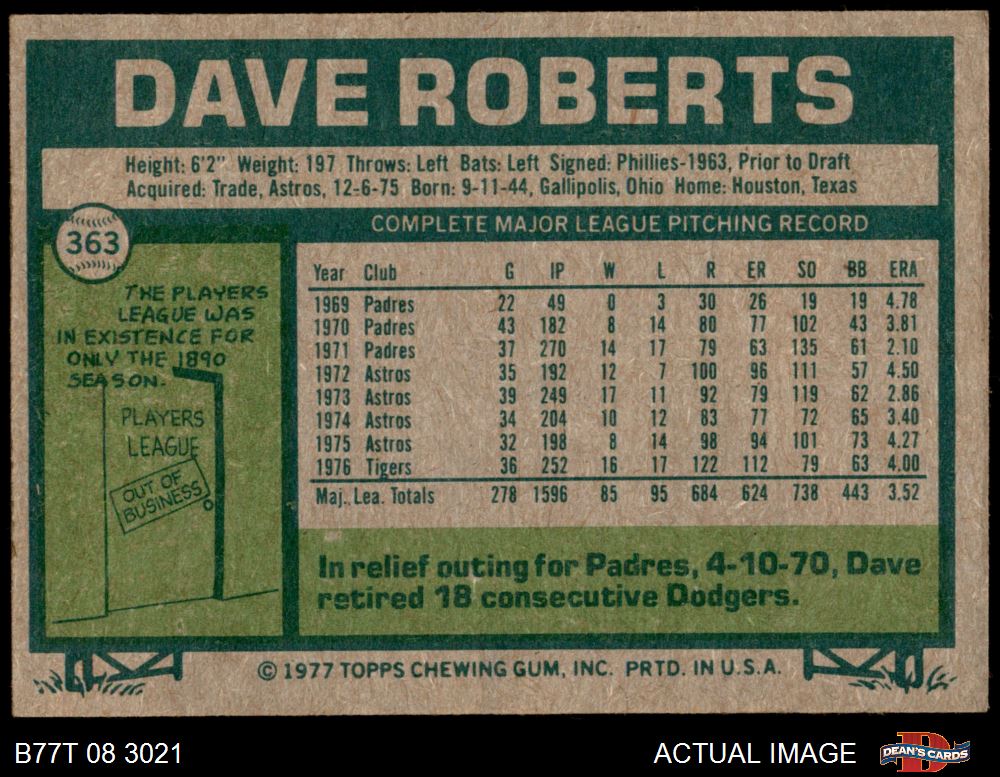 DAVE ROBERTS
Height: 6'2" Weight: 197 Throws: Left Bats: Left Signed: Phillies-1963, Prior to Draft
Acquired: Trade, Astros, 12-6-75 Born: 9-11-44, Gallipolis, Ohio Home: Houston, Texas
363
COMPLETE MAJOR LEAGUE PITCHING RECORD
THE PLAYERS
LEAGUE WAS
IN EXISTENCE FOR
ONLY THE 1890
SEASON.
PLAYERS
LEAGUE
OUT OF
BUSINESS
Year Club G IP W L R ER SO BB ERA
1969 Padres 22 49 0 3 30 26 19 19 4.78
1970 Padres 43 182 8 14 80 77 102 43 3.81
1971 Padres 37 270 14 17 79 63 135 61 2.10
1972 Astros 35 192 12 7 100 96 111 57 4.50
1973 Astros 39 249 17 11 92 79 119 62 2.86
1974 Astros 34 204 10 12 83 77 72 65 3.40
1975 Astros 32 198 8 14 98 94 101 73 4.27
1976 Tigers 36 252 16 17 122 112 79 63 4.00
Maj. Lea. Totals 278 1596 85 95 684 624 738 443 3.52
In relief outing for Padres, 4-10-70, Dave
retired 18 consecutive Dodgers.
© 1977 TOPPS CHEWING GUM, INC. PRTD. IN U.S.A.
B77T 08 3021
ACTUAL IMAGE
DEAN'S CARDS